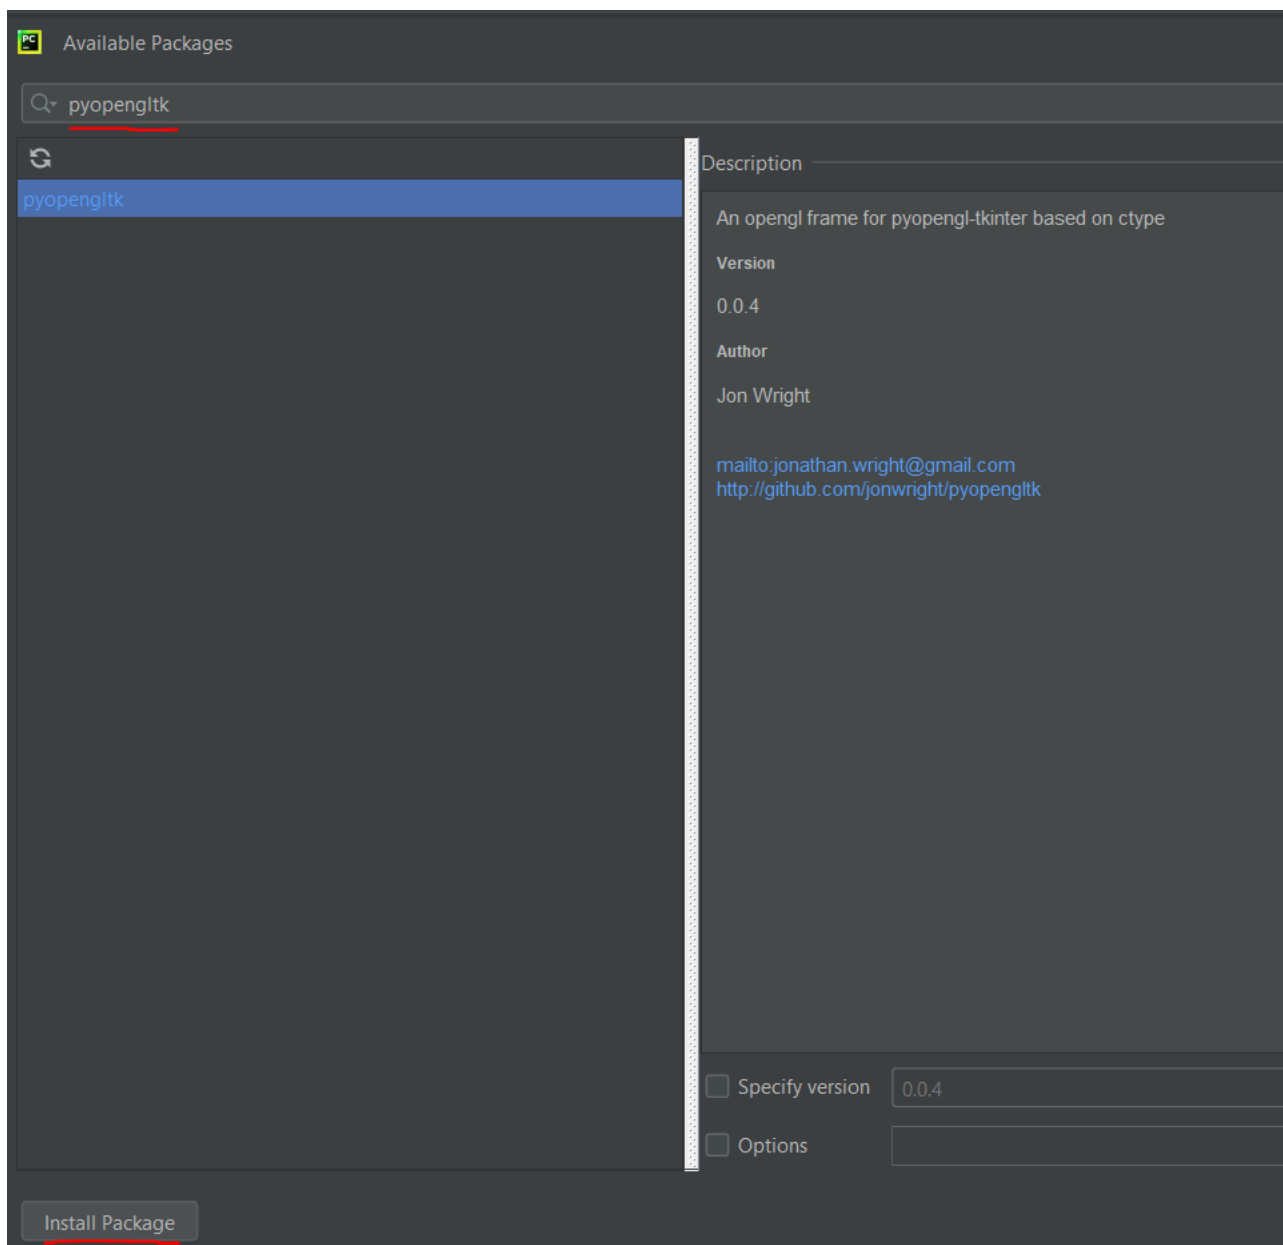 PC
Available Packages
pyopengltk
pyopengltk
Description
An opengl frame for pyopengl-tkinter based on ctype
Version
0.0.4
Author
Jon Wright
mailto:jonathan.wright@gmail.com
http://github.com/jonwright/pyopengltk
Specify version
0.0.4
Options
Install Package